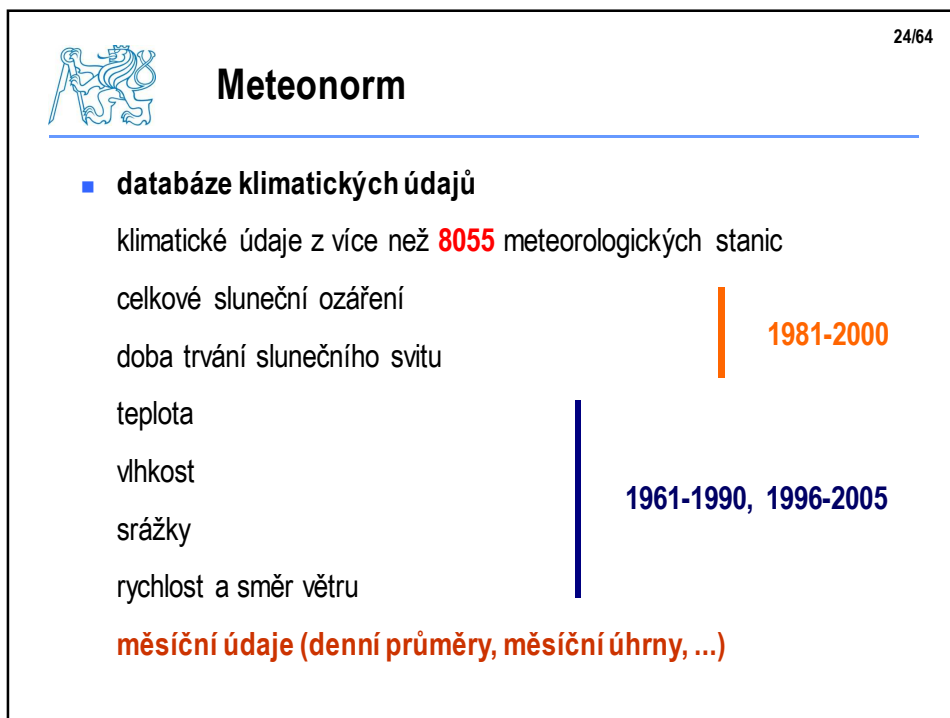 24/64
Meteonorm
databáze klimatických údajů
klimatické údaje z více než 8055 meteorologických stanic
celkové sluneční ozáření
doba trvání slunečního svitu
1981-2000
teplota
vlhkost
srážky
rychlost a směr větru
1961-1990, 1996-2005
měsíční údaje (denní průměry, měsíční úhrny, ...)